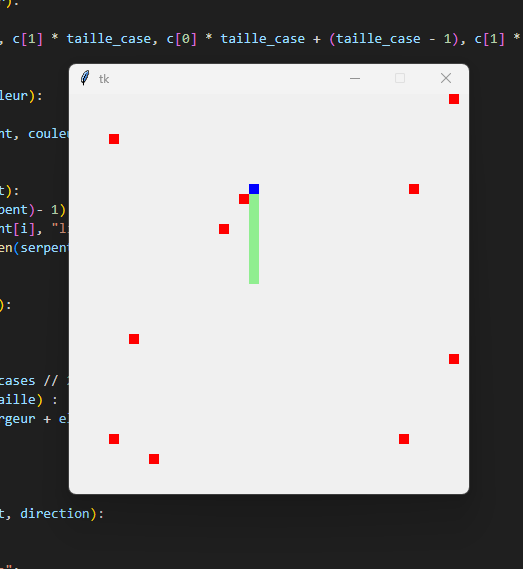 r):
, c[1] * taille_case, c[0] * taille_case + (taille_case - 1), c[1] *
tk
leur):
nt, couleu
t):
pent)- 1)
nt[i], "l
en(serpent
):
cases //
aille) :
rgeur + el
t, direction):
":